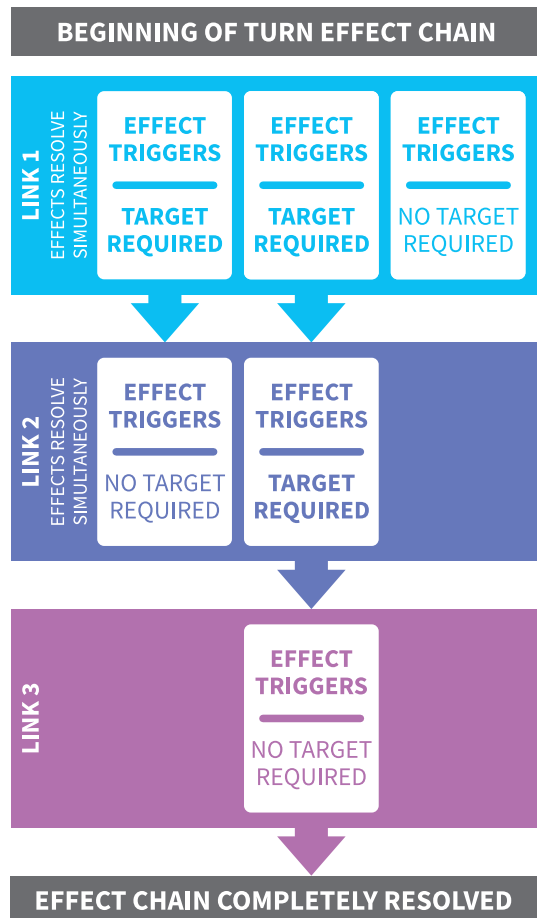 BEGINNING OF TURN EFFECT CHAIN
LINK 1
EFFECTS RESOLVE
SIMULTANEOUSLY
EFFECT
TRIGGERS
TARGET
REQUIRED
EFFECT
TRIGGERS
TARGET
REQUIRED
EFFECT
TRIGGERS
NO TARGET
REQUIRED
LINK 2
EFFECTS RESOLVE
SIMULTANEOUSLY
EFFECT
TRIGGERS
NO TARGET
REQUIRED
EFFECT
TRIGGERS
TARGET
REQUIRED
LINK 3
EFFECT
TRIGGERS
NO TARGET
REQUIRED
EFFECT CHAIN COMPLETELY RESOLVED